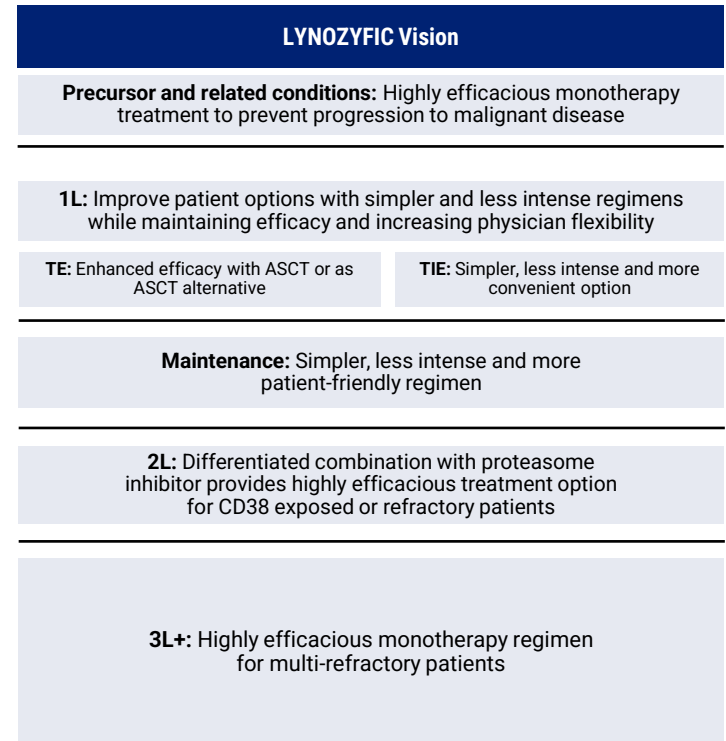 LYNOZYFIC Vision
Precursor and related conditions: Highly efficacious monotherapy
treatment to prevent progression to malignant disease
1L: Improve patient options with simpler and less intense regimens
while maintaining efficacy and increasing physician flexibility
TE: Enhanced efficacy with ASCT or as
ASCT alternative
TIE: Simpler, less intense and more
convenient option
Maintenance: Simpler, less intense and more
patient-friendly regimen
2L: Differentiated combination with proteasome
inhibitor provides highly efficacious treatment option
for CD38 exposed or refractory patients
3L+: Highly efficacious monotherapy regimen
for multi-refractory patients